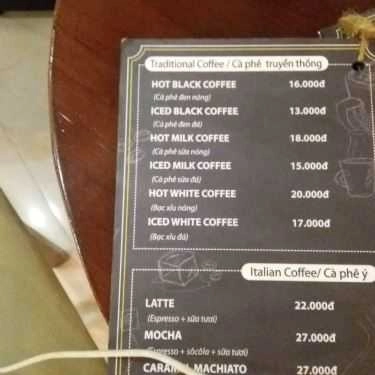 Traditional Coffee / Cà phê truyền thống
HOT BLACK COFFEE 16.000đ
(Cà phê đen nóng)
ICED BLACK COFFEE 13.000đ
(Cà phê đen đá)
HOT MILK COFFEE 18.000đ
(Cà phê sữa nóng)
ICED MILK COFFEE 15.000đ
(Cà phê sữa đá)
HOT WHITE COFFEE 20.000đ
(Bạc xỉu nóng)
ICED WHITE COFFEE 17.000đ
(Bạc xỉu đá)
Italian Coffee/ Cà phê ý
LATTE 22.000đ
(Espresso + sữa tươi)
MOCHA 27.000đ
(Espresso + sôcôla + sữa tươi)
CARAMEL MACHIATO 27.000đ